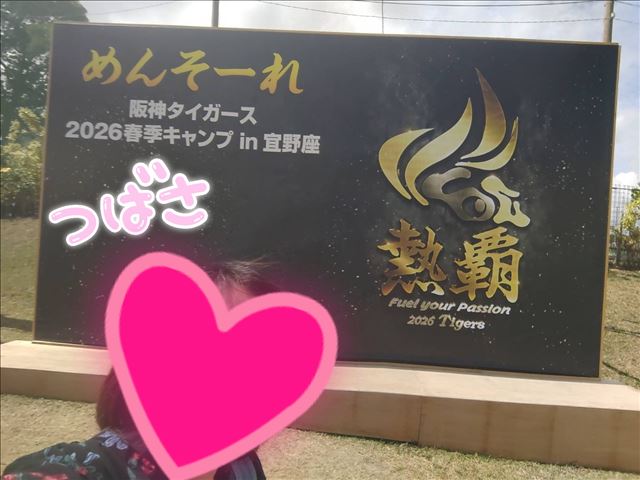 めんそーれ
阪神タイガース
2026春季キャンプ in 宜野座
つばさ
熱覇
Fuel your Passion
2026 Tigers